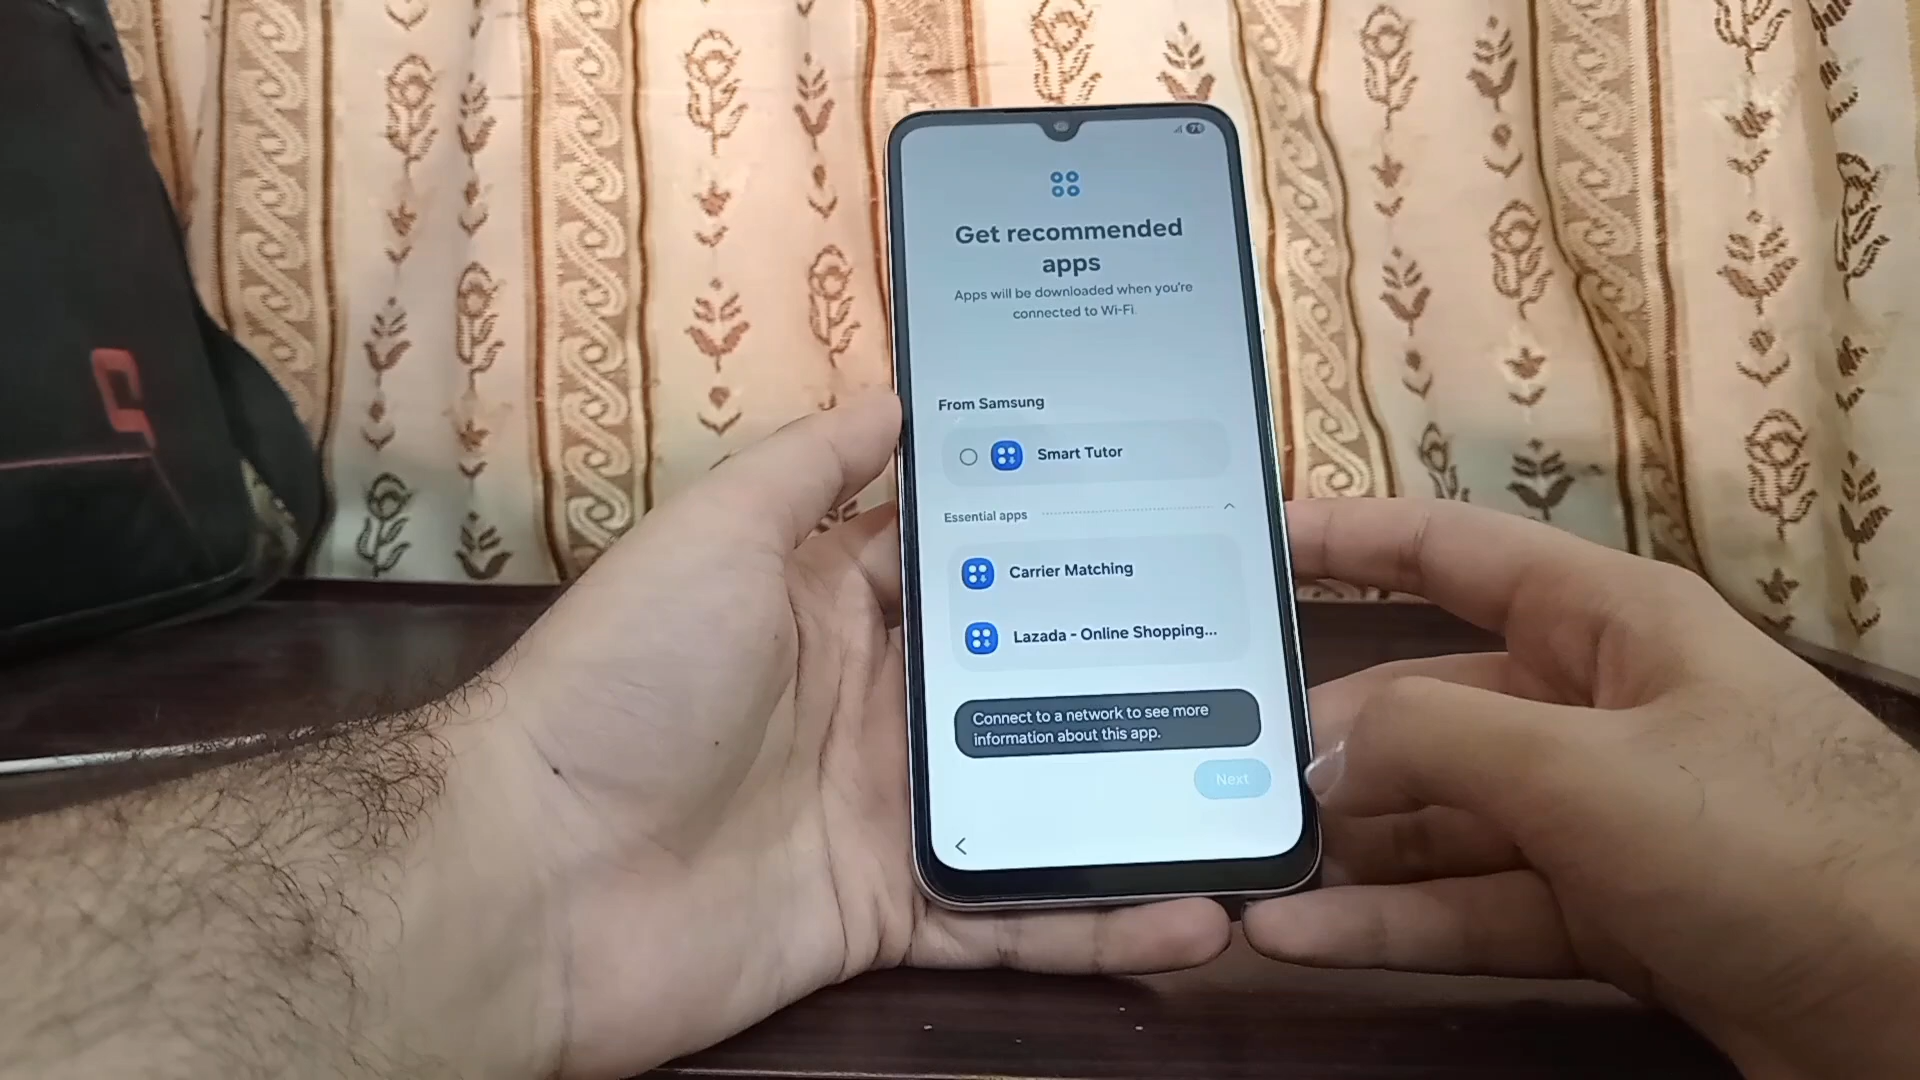 Get recommended
apps
Apps will be downloaded when you're
connected to Wi-Fi.
From Samsung
Smart Tutor
Essential apps
Carrier Matching
Lazada - Online Shopping...
Connect to a network to see more
information about this app.
Next